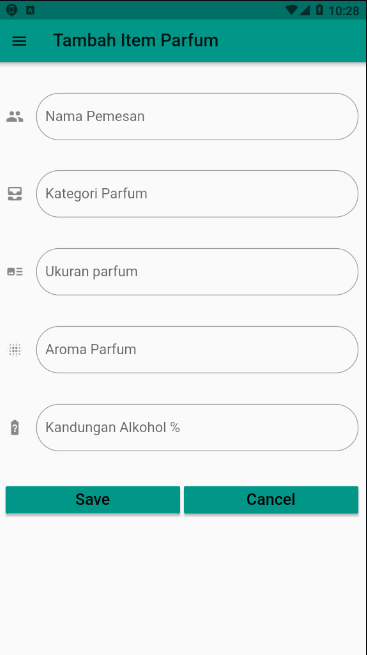 10:28
Tambah Item Parfum
Nama Pemesan
Kategori Parfum
Ukuran parfum
Aroma Parfum
Kandungan Alkohol %
Save Cancel